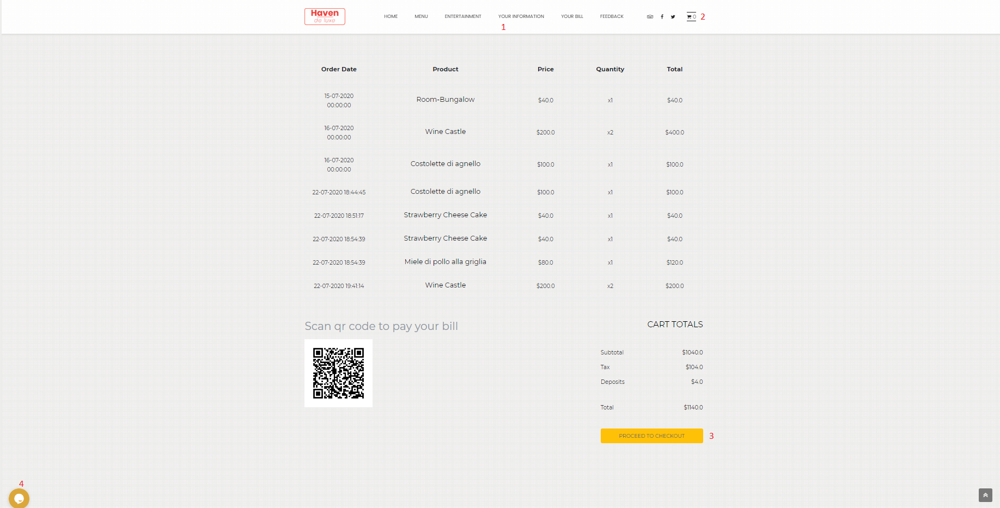 Haven
de luxe
HOME MENU ENTERTAINMENT YOUR INFORMATION YOUR BILL FEEDBACK 0 2
1
Order Date Product Price Quantity Total
15-07-2020
00:00:00 Room-Bungalow $40.0 x1 $40.0
16-07-2020
00:00:00 Wine Castle $200.0 x2 $400.0
16-07-2020
00:00:00 Costolette di agnello $100.0 x1 $100.0
22-07-2020 18:44:45 Costolette di agnello $100.0 x1 $100.0
22-07-2020 18:51:17 Strawberry Cheese Cake $40.0 x1 $40.0
22-07-2020 18:54:39 Strawberry Cheese Cake $40.0 x1 $40.0
22-07-2020 18:54:39 Miele di pollo alla griglia $80.0 x1 $120.0
22-07-2020 19:41:14 Wine Castle $200.0 x2 $200.0
Scan qr code to pay your bill
CART TOTALS
Subtotal $1040.0
Tax $104.0
Deposits $4.0
Total $1140.0
PROCEED TO CHECKOUT 3
4